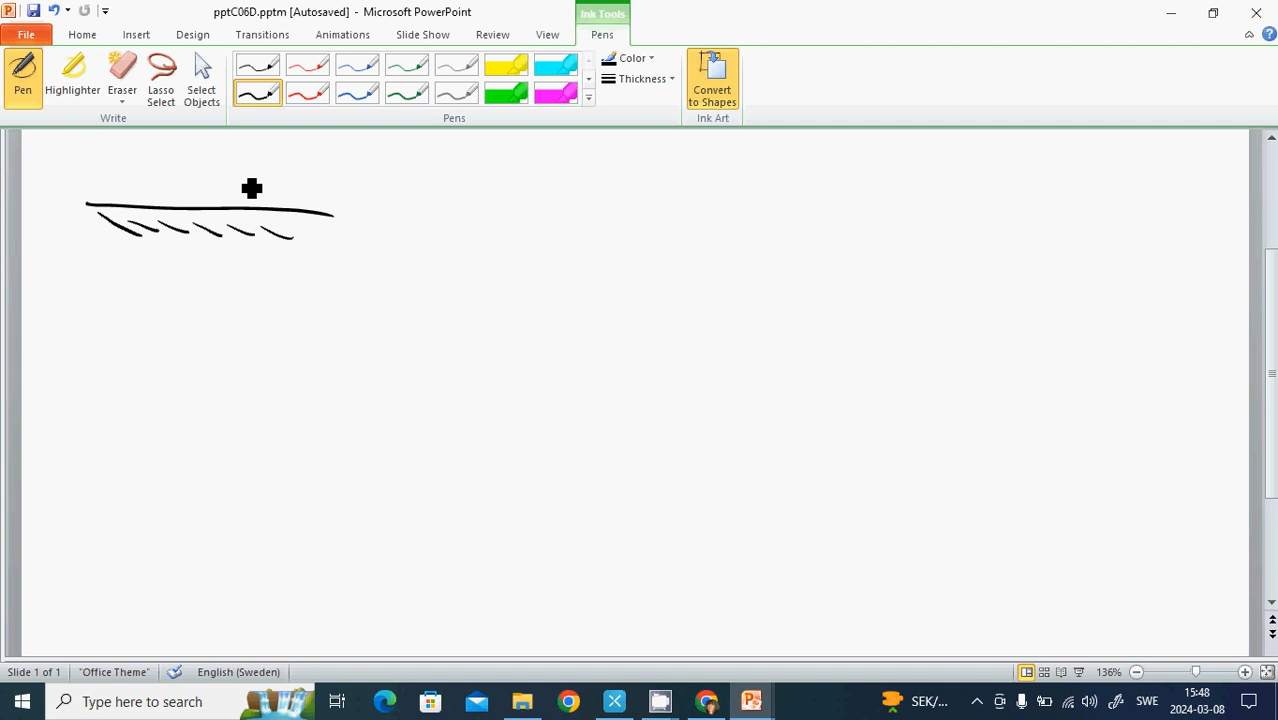 pptC06D.pptm [Autosaved] - Microsoft PowerPoint
Ink Tools
File Home Insert Design Transitions Animations Slide Show Review View Pens
Pen
Highlighter
Eraser
Lasso Select
Select Objects
Color
Thickness
Convert to Shapes
Write
Pens
Ink Art
Slide 1 of 1 "Office Theme" English (Sweden) 136%
Type here to search
SEK/...
SWE
15:48
2024-03-08